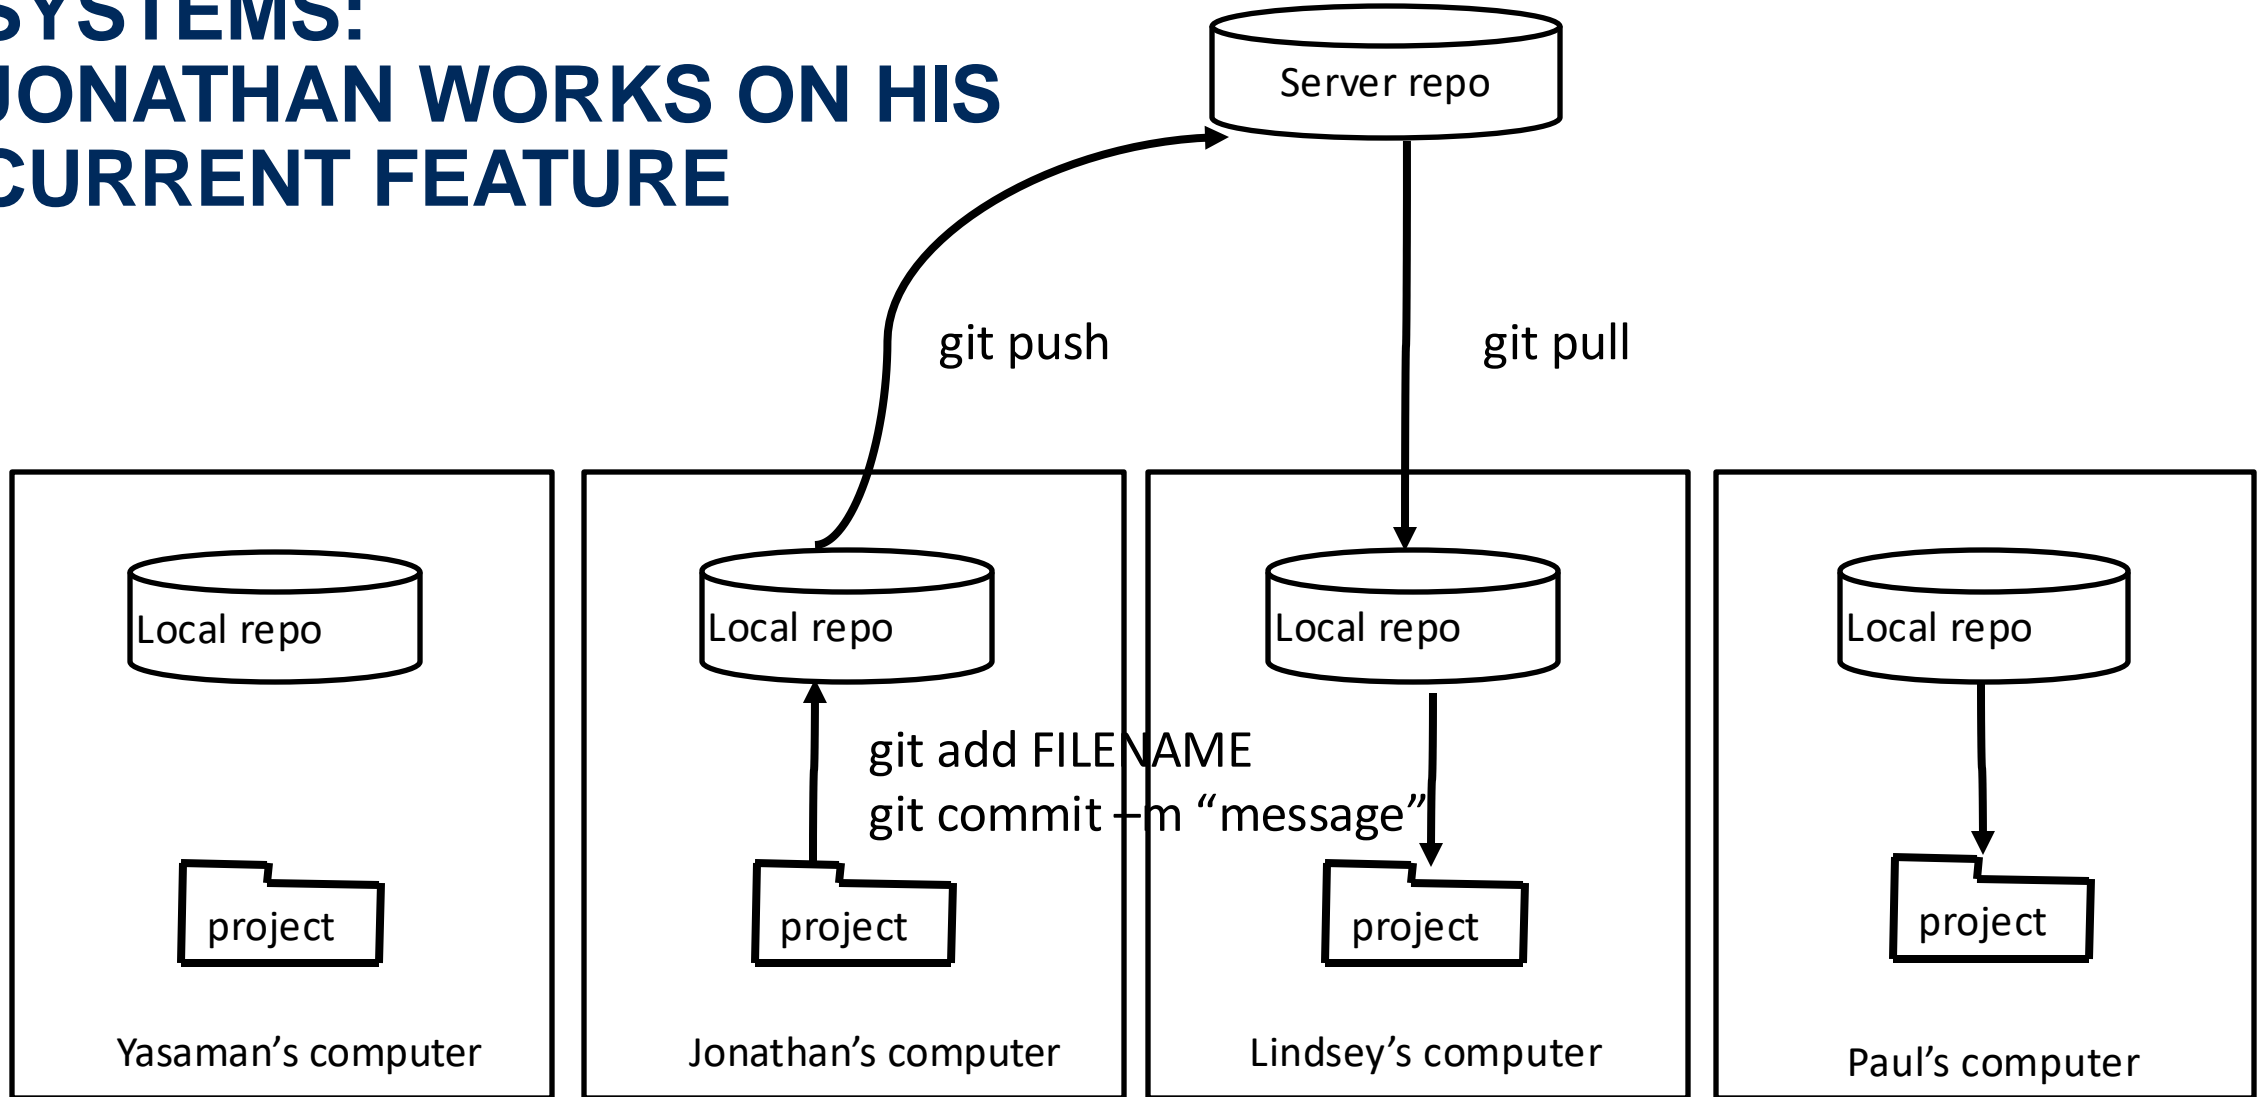 SYSTEMS:
JONATHAN WORKS ON HIS
CURRENT FEATURE
Server repo
git push
git pull
Local repo
Local repo
Local repo
Local repo
git add FILENAME
git commit –m “message”
project
project
project
project
Yasaman’s computer
Jonathan’s computer
Lindsey’s computer
Paul’s computer